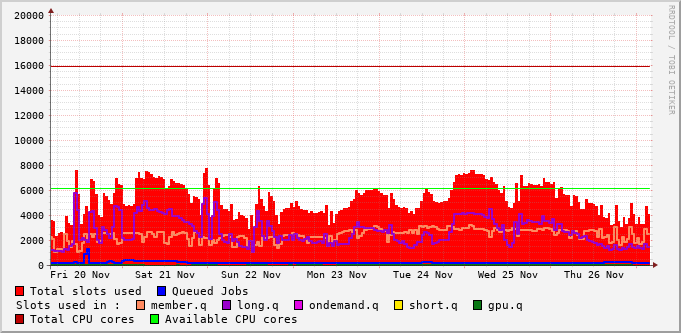 20000
18000
16000
14000
12000
10000
8000
6000
4000
2000
0
Fri 20 Nov Sat 21 Nov Sun 22 Nov Mon 23 Nov Tue 24 Nov Wed 25 Nov Thu 26 Nov
Total slots used Queued Jobs
Slots used in : member.q long.q ondemand.q short.q gpu.q
Total CPU cores Available CPU cores
RRDTOOL / TOBI OETIKER